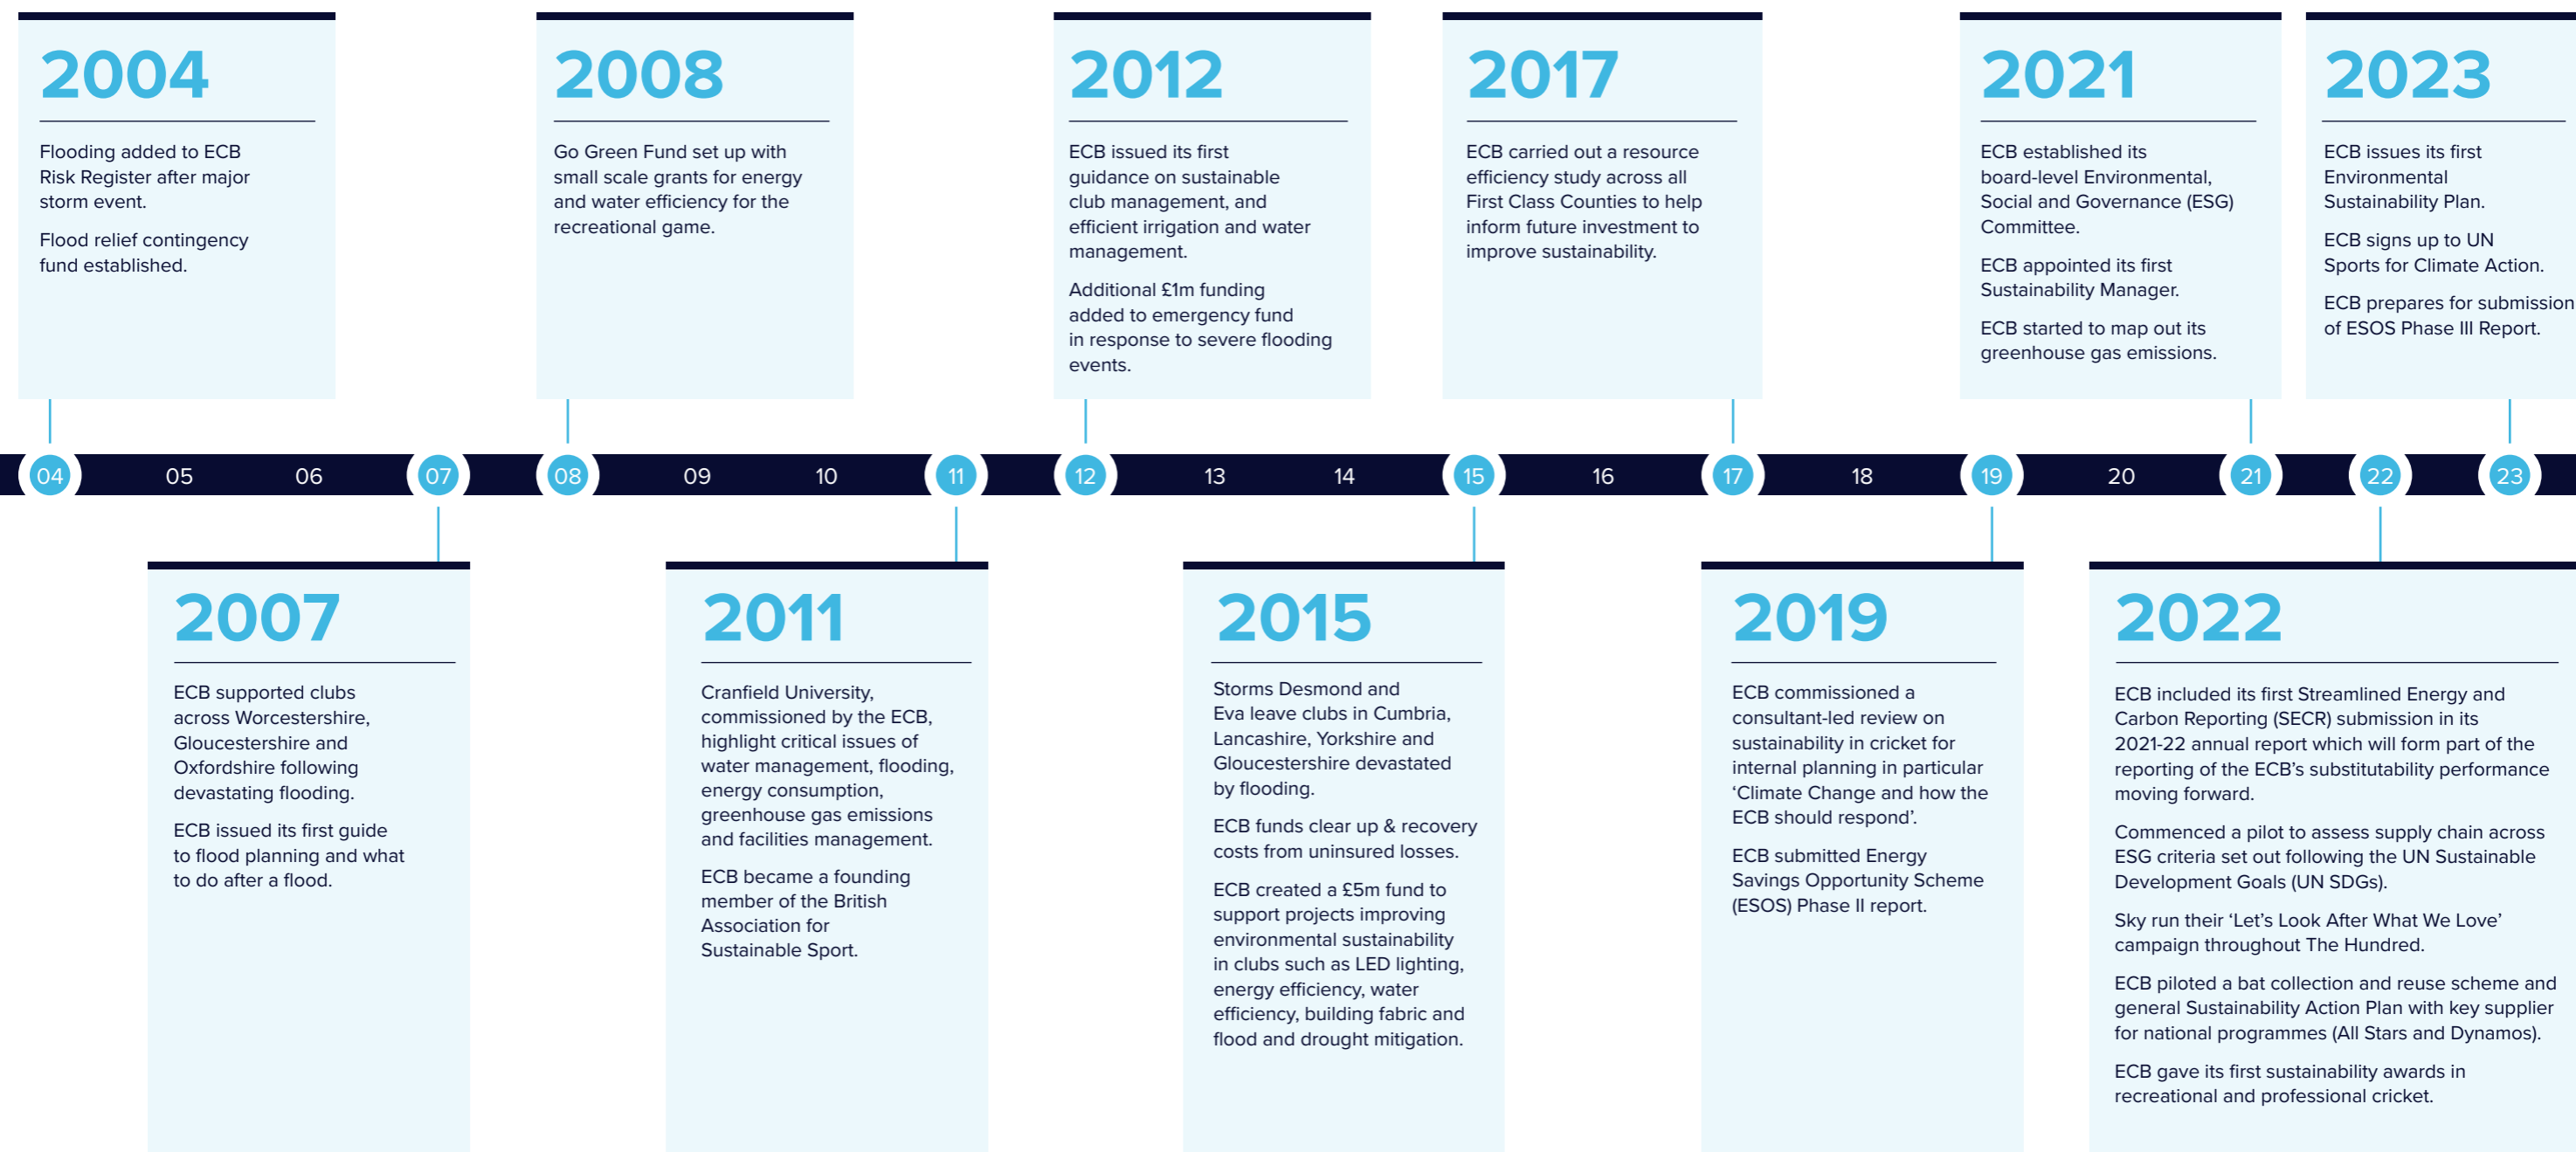 2004
Flooding added to ECB
Risk Register after major
storm event.
Flood relief contingency
fund established.
2008
Go Green Fund set up with
small scale grants for energy
and water efficiency for the
recreational game.
2012
ECB issued its first
guidance on sustainable
club management, and
efficient irrigation and water
management.
Additional £1m funding
added to emergency fund
in response to severe flooding
events.
2017
ECB carried out a resource
efficiency study across all
First Class Counties to help
inform future investment to
improve sustainability.
2021
ECB established its
board-level Environmental,
Social and Governance (ESG)
Committee.
ECB appointed its first
Sustainability Manager.
ECB started to map out its
greenhouse gas emissions.
2023
ECB issues its first
Environmental
Sustainability Plan.
ECB signs up to UN
Sports for Climate Action.
ECB prepares for submission
of ESOS Phase III Report.
04 05 06 07 08 09 10 11 12 13 14 15 16 17 18 19 20 21 22 23
2007
ECB supported clubs
across Worcestershire,
Gloucestershire and
Oxfordshire following
devastating flooding.
ECB issued its first guide
to flood planning and what
to do after a flood.
2011
Cranfield University,
commissioned by the ECB,
highlight critical issues of
water management, flooding,
energy consumption,
greenhouse gas emissions
and facilities management.
ECB became a founding
member of the British
Association for
Sustainable Sport.
2015
Storms Desmond and
Eva leave clubs in Cumbria,
Lancashire, Yorkshire and
Gloucestershire devastated
by flooding.
ECB funds clear up & recovery
costs from uninsured losses.
ECB created a £5m fund to
support projects improving
environmental sustainability
in clubs such as LED lighting,
energy efficiency, water
efficiency, building fabric and
flood and drought mitigation.
2019
ECB commissioned a
consultant-led review on
sustainability in cricket for
internal planning in particular
‘Climate Change and how the
ECB should respond’.
ECB submitted Energy
Savings Opportunity Scheme
(ESOS) Phase II report.
2022
ECB included its first Streamlined Energy and
Carbon Reporting (SECR) submission in its
2021-22 annual report which will form part of the
reporting of the ECB’s substitutability performance
moving forward.
Commenced a pilot to assess supply chain across
ESG criteria set out following the UN Sustainable
Development Goals (UN SDGs).
Sky run their ‘Let’s Look After What We Love’
campaign throughout The Hundred.
ECB piloted a bat collection and reuse scheme and
general Sustainability Action Plan with key supplier
for national programmes (All Stars and Dynamos).
ECB gave its first sustainability awards in
recreational and professional cricket.